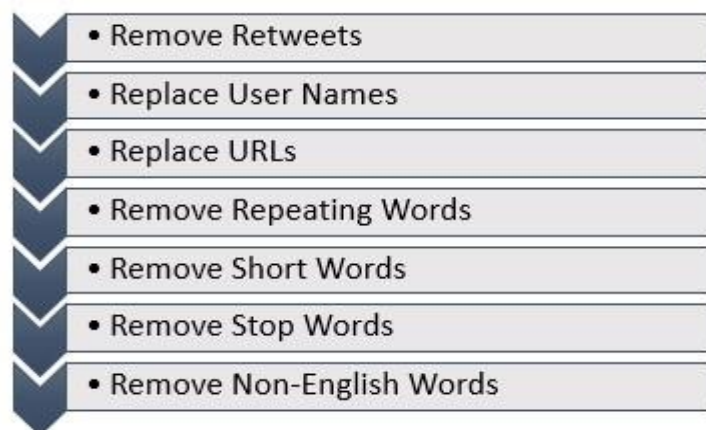 • Remove Retweets
• Replace User Names
• Replace URLs
• Remove Repeating Words
• Remove Short Words
• Remove Stop Words
• Remove Non-English Words